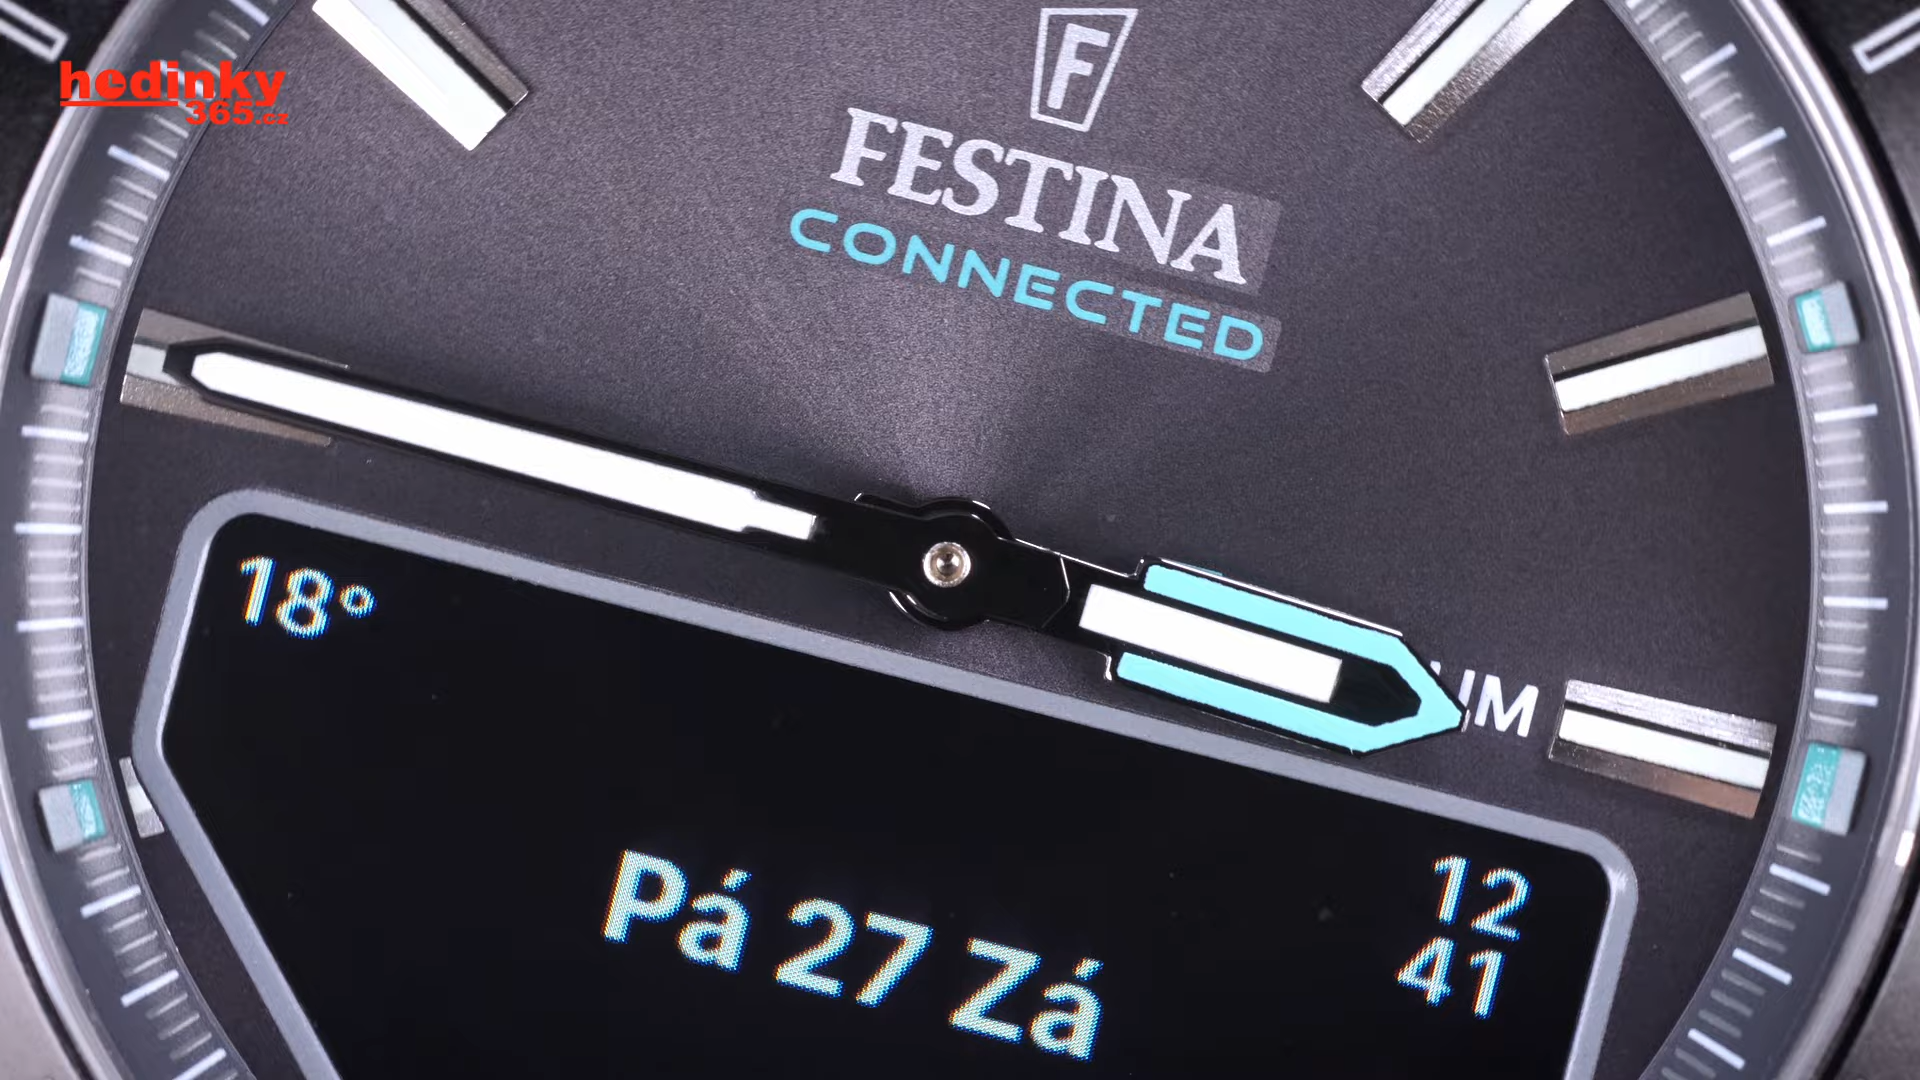 hodinky
365.cz
F
FESTINA
CONNECTED
18°
Pá 27 Zá
12
41